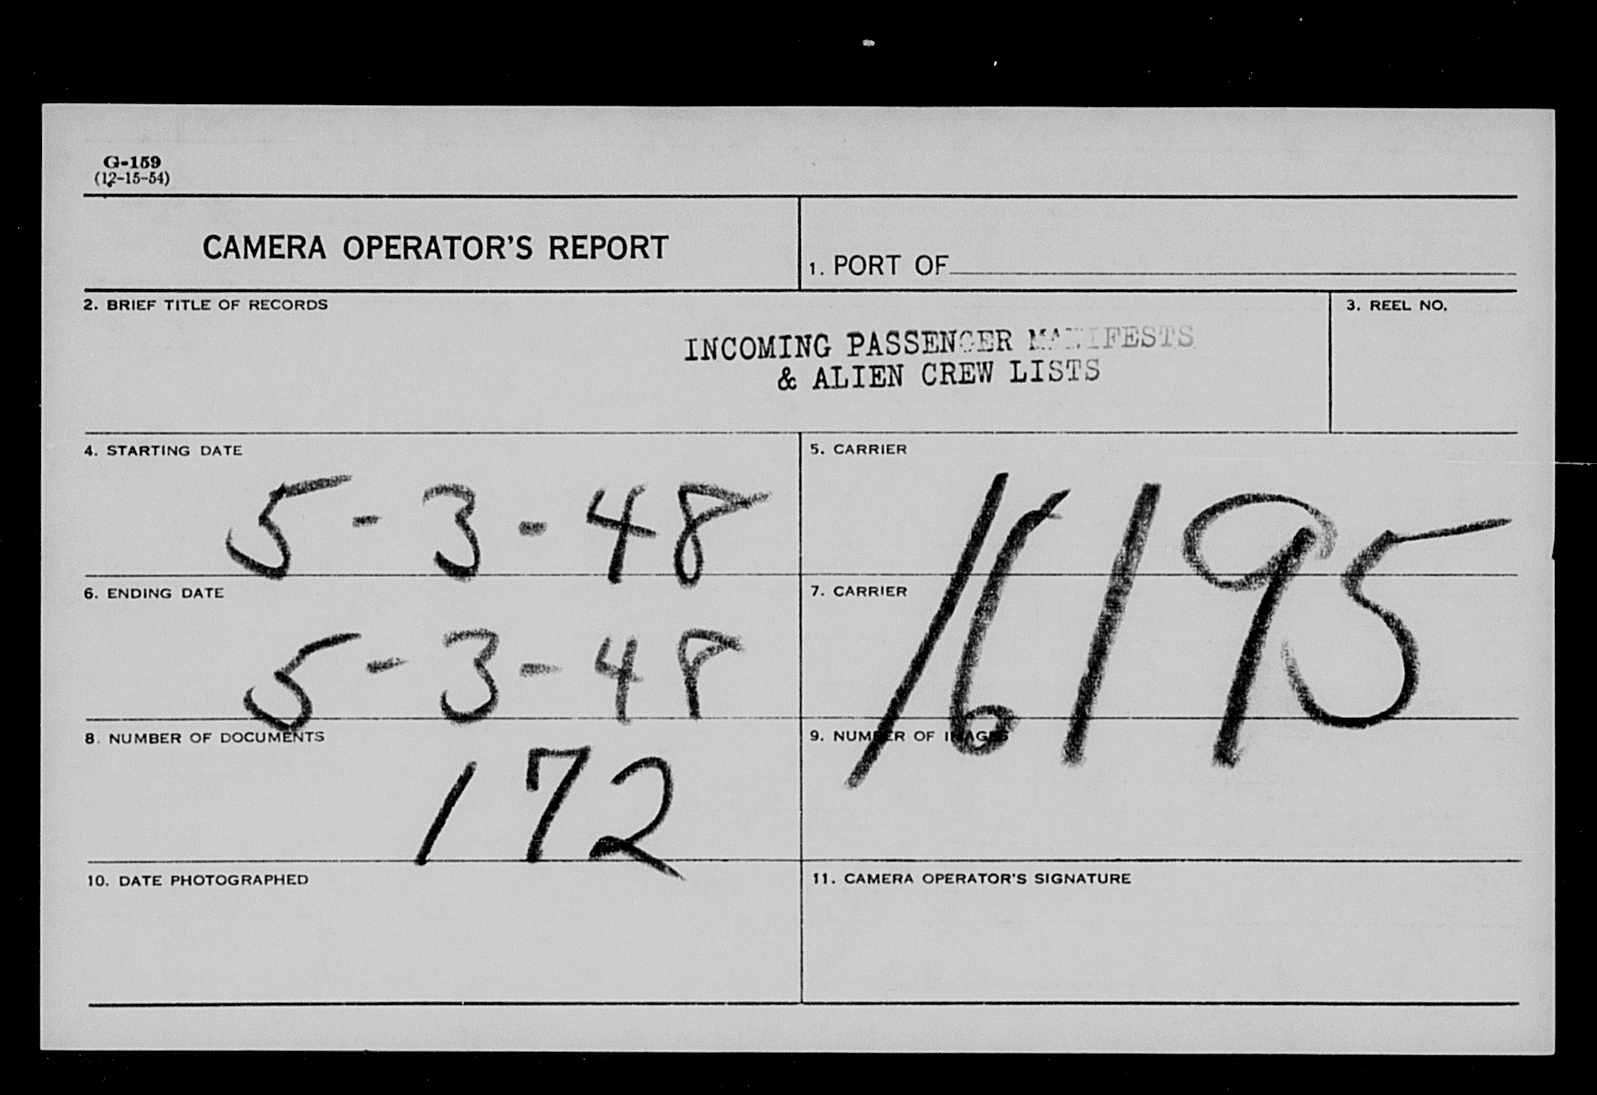 G-159
(12-15-54)
CAMERA OPERATOR'S REPORT
1. PORT OF
2. BRIEF TITLE OF RECORDS
INCOMING PASSENGER MANIFESTS
& ALIEN CREW LISTS
3. REEL NO.
4. STARTING DATE
5-3-48
5. CARRIER
16195
6. ENDING DATE
5-3-48
7. CARRIER
8. NUMBER OF DOCUMENTS
172
9. NUMBER OF IMAGES
10. DATE PHOTOGRAPHED
11. CAMERA OPERATOR'S SIGNATURE